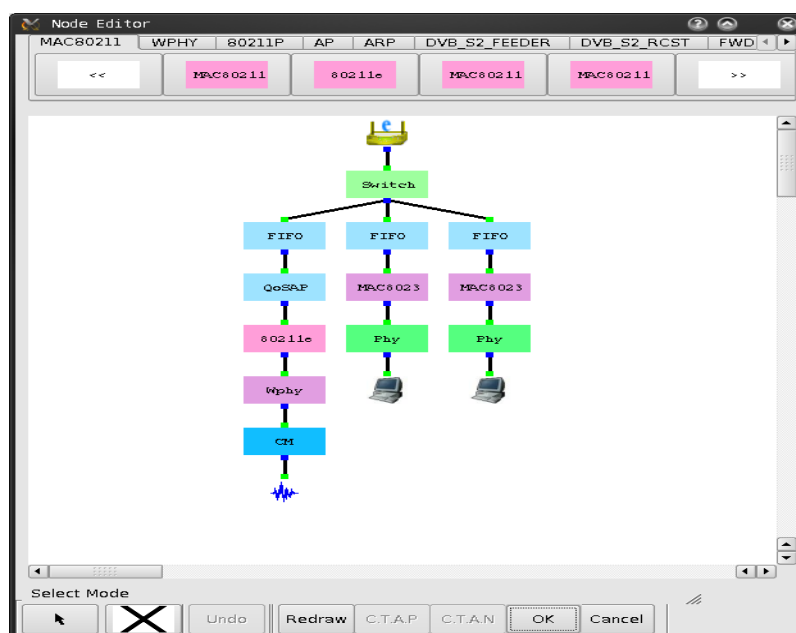 Node Editor
MAC80211 WPHY 80211P AP ARP DVB_S2_FEEDER DVB_S2_RCST FWD
<< MAC80211 80211e MAC80211 MAC80211 >>
e
Switch
FIFO FIFO FIFO
QoSAP MAC8023 MAC8023
80211e Phy Phy
Wphy
CM
Select Mode
Undo Redraw C.T.A.P C.T.A.N OK Cancel